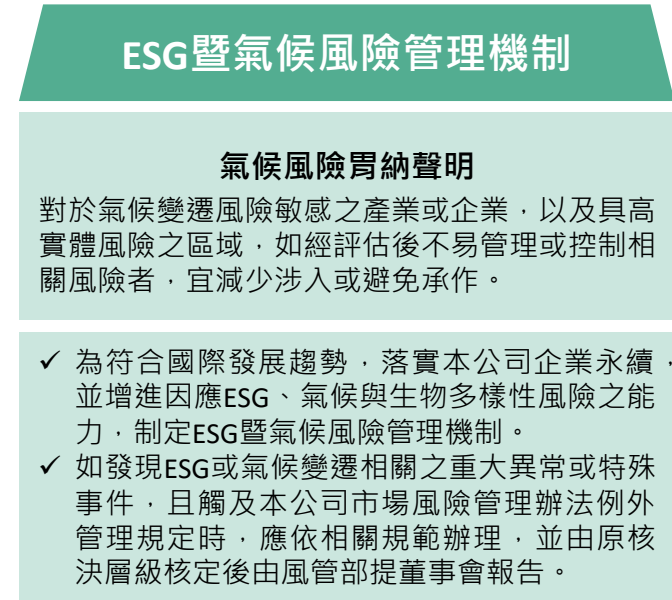 ESG暨氣候風險管理機制
氣候風險胃納聲明
對於氣候變遷風險敏感之產業或企業，以及具高
實體風險之區域，如經評估後不易管理或控制相
關風險者，宜減少涉入或避免承作。
✓ 為符合國際發展趨勢，落實本公司企業永續，
並增進因應ESG、氣候與生物多樣性風險之能
力，制定ESG暨氣候風險管理機制。
✓ 如發現ESG或氣候變遷相關之重大異常或特殊
事件，且觸及本公司市場風險管理辦法例外
管理規定時，應依相關規範辦理，並由原核
決層級核定後由風管部提董事會報告。